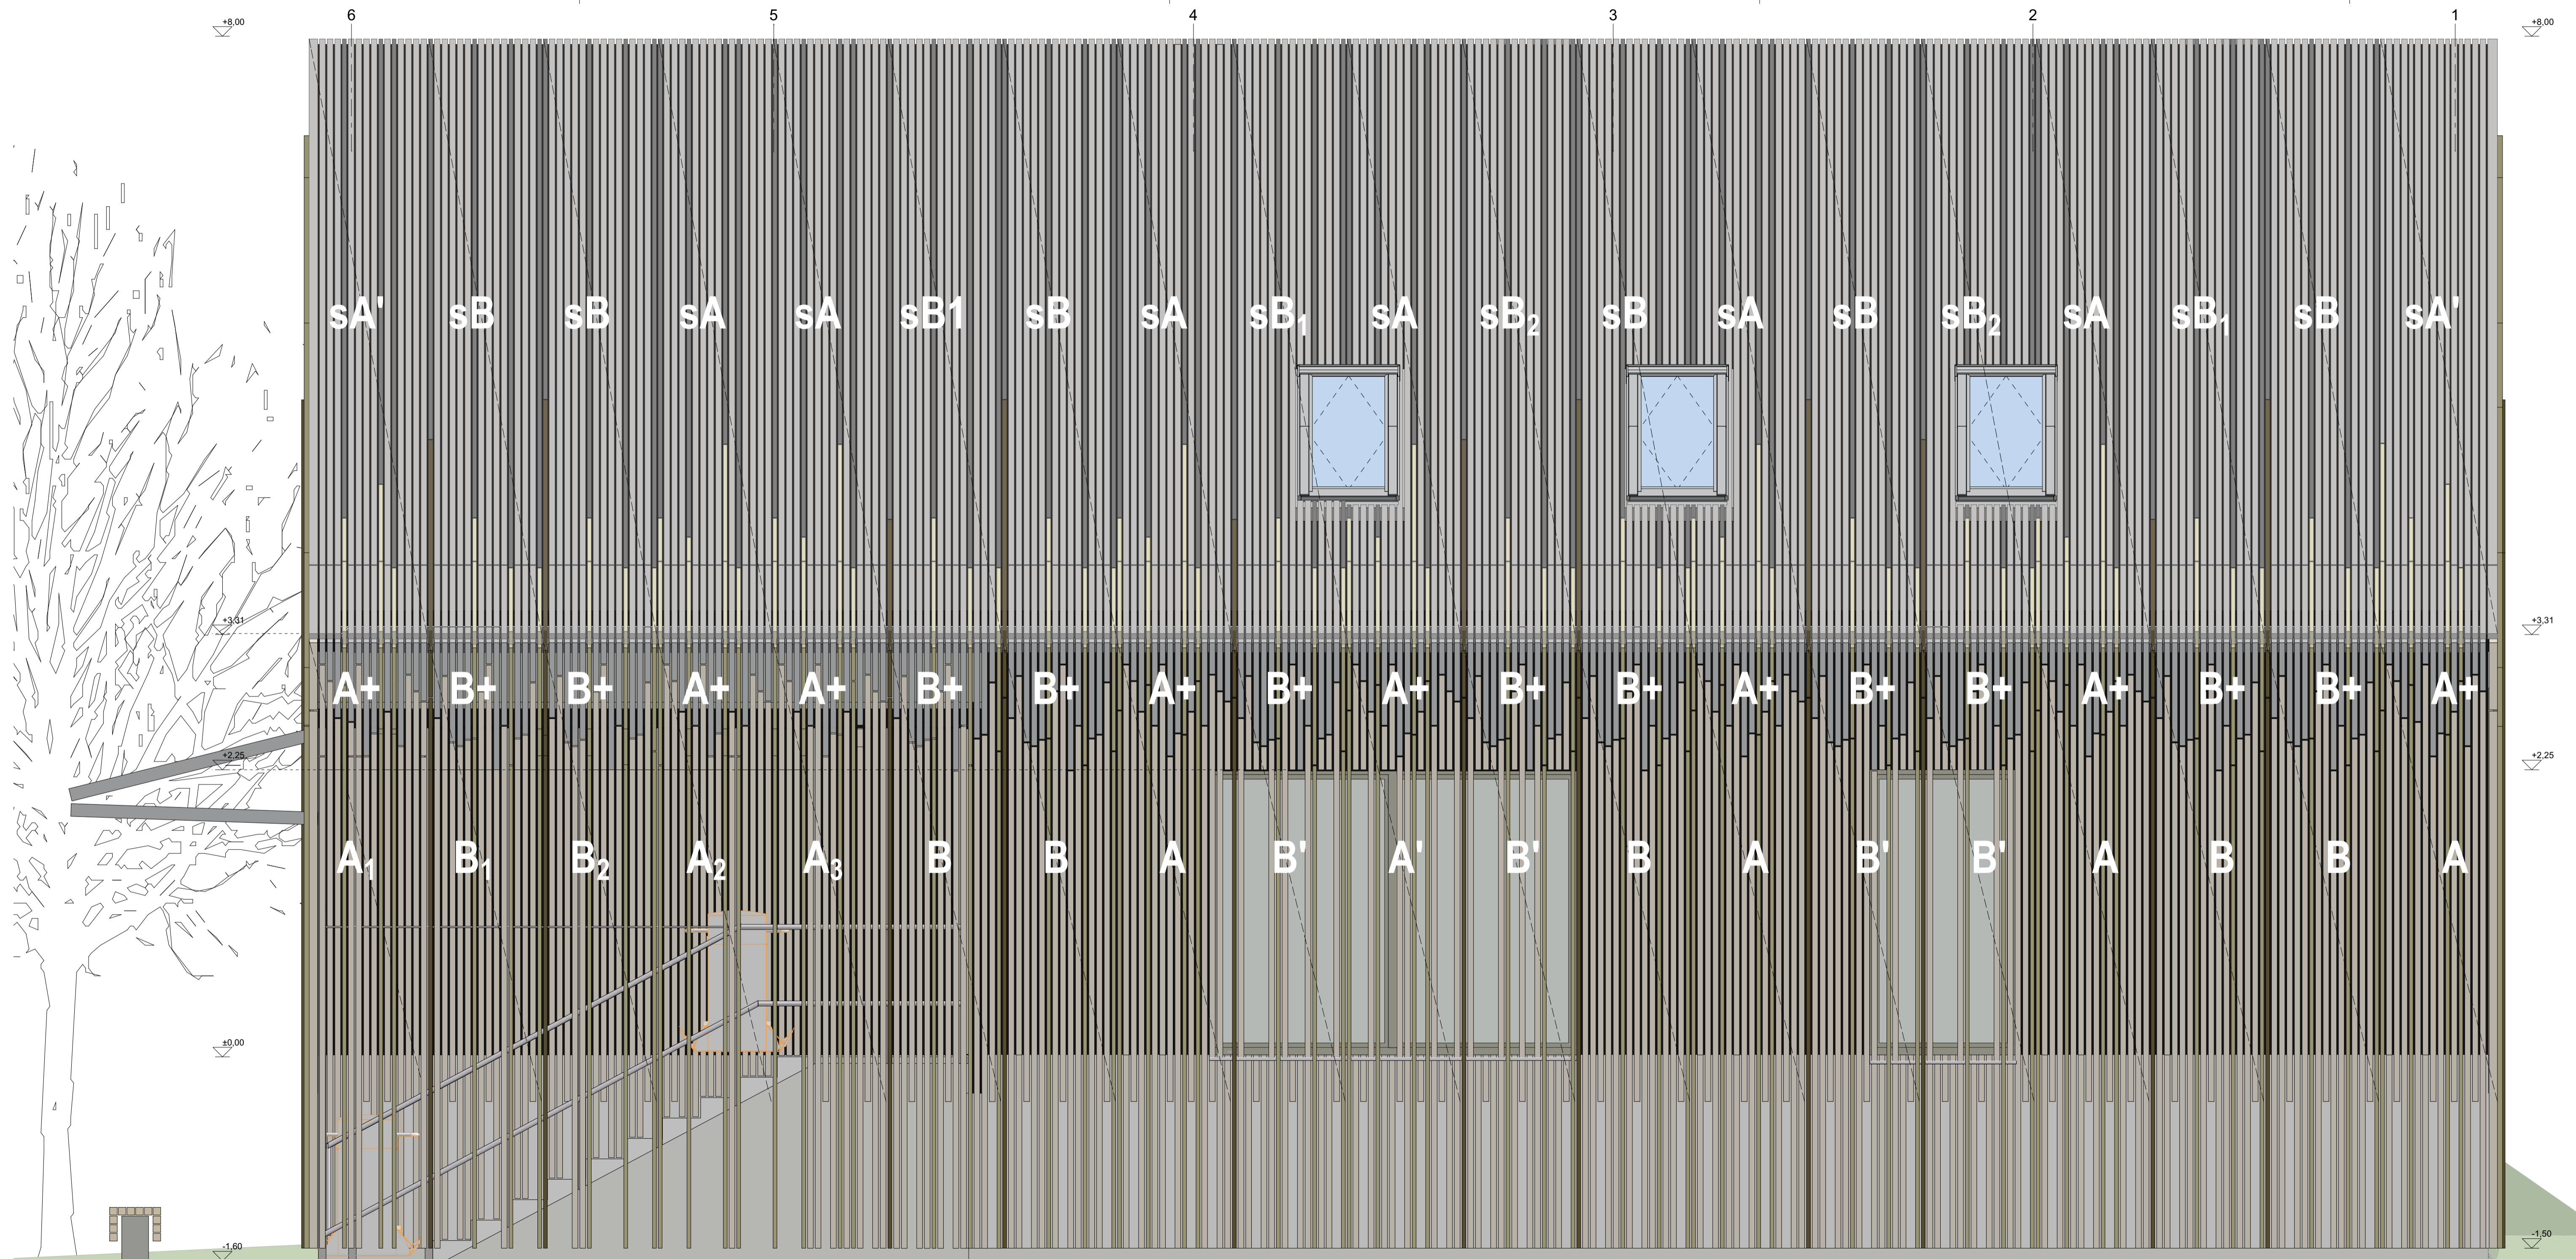 6 5 4 3 2 1
+8,00 +8,00
sA' sB sB sA sA sB1 sB sA sB₁ sA sB₂ sB sA sB sB₂ sA sB₁ sB sA'
+3,31 +3,31
A+ B+ B+ A+ A+ B+ B+ A+ B+ A+ B+ B+ A+ B+ B+ A+ B+ B+ A+
+2,25 +2,25
A₁ B₁ B₂ A₂ A₃ B B A B' A' B' B A B' B' A B B A
±0,00
-1,60 -1,50